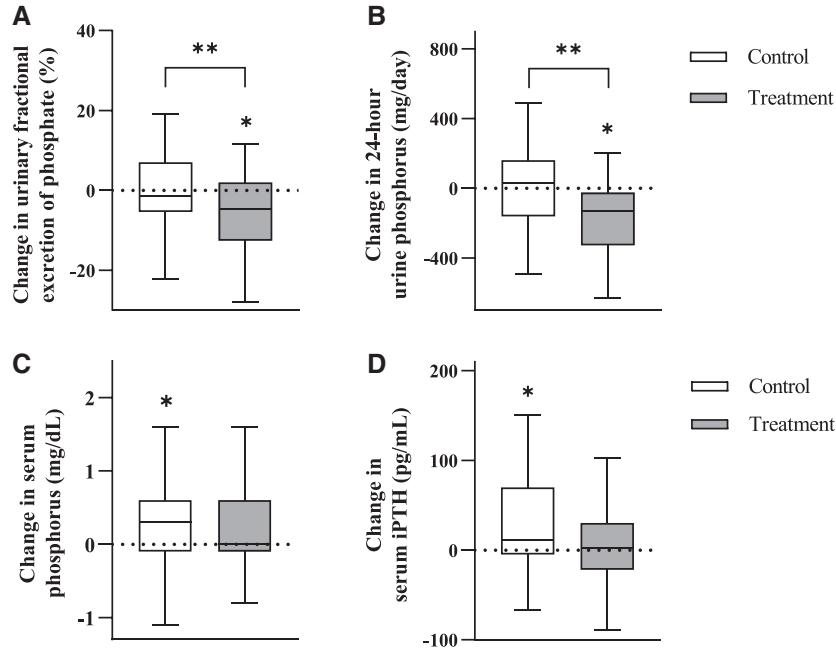 A
Change in urinary fractional
excretion of phosphate (%)
40
20
0
-20
**
*
B
Change in 24-hour
urine phosphorus (mg/day)
800
400
0
-400
**
*
Control
Treatment
C
Change in serum
phosphorus (mg/dL)
2
1
0
-1
*
D
Change in
serum iPTH (pg/mL)
200
100
0
-100
*
Control
Treatment